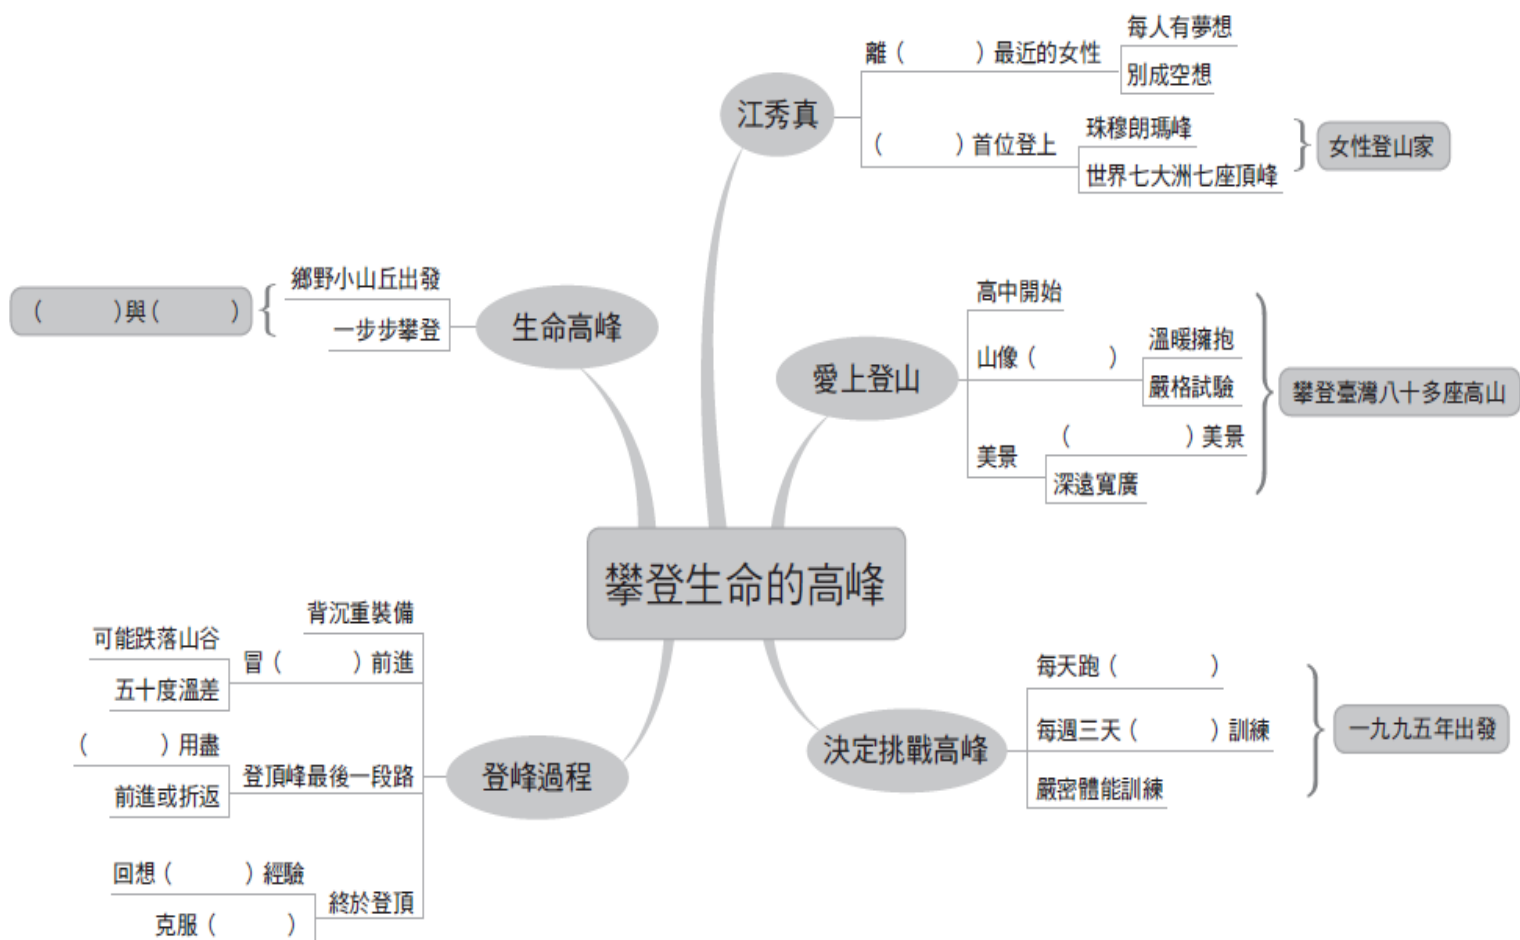 攀登生命的高峰
江秀真
離（　　　）最近的女性
每人有夢想
別成空想
（　　　）首位登上
珠穆朗瑪峰
世界七大洲七座頂峰
女性登山家
愛上登山
高中開始
山像（　　　）
溫暖擁抱
嚴格試驗
美景
（　　　　　）美景
深遠寬廣
攀登臺灣八十多座高山
決定挑戰高峰
每天跑（　　　　）
每週三天（　　　）訓練
嚴密體能訓練
一九九五年出發
登峰過程
背沉重裝備
冒（　　　）前進
可能跌落山谷
五十度溫差
登頂峰最後一段路
（　　　）用盡
前進或折返
終於登頂
回想（　　　）經驗
克服（　　　）
生命高峰
鄉野小山丘出發
一步步攀登
（　　　）與（　　　）